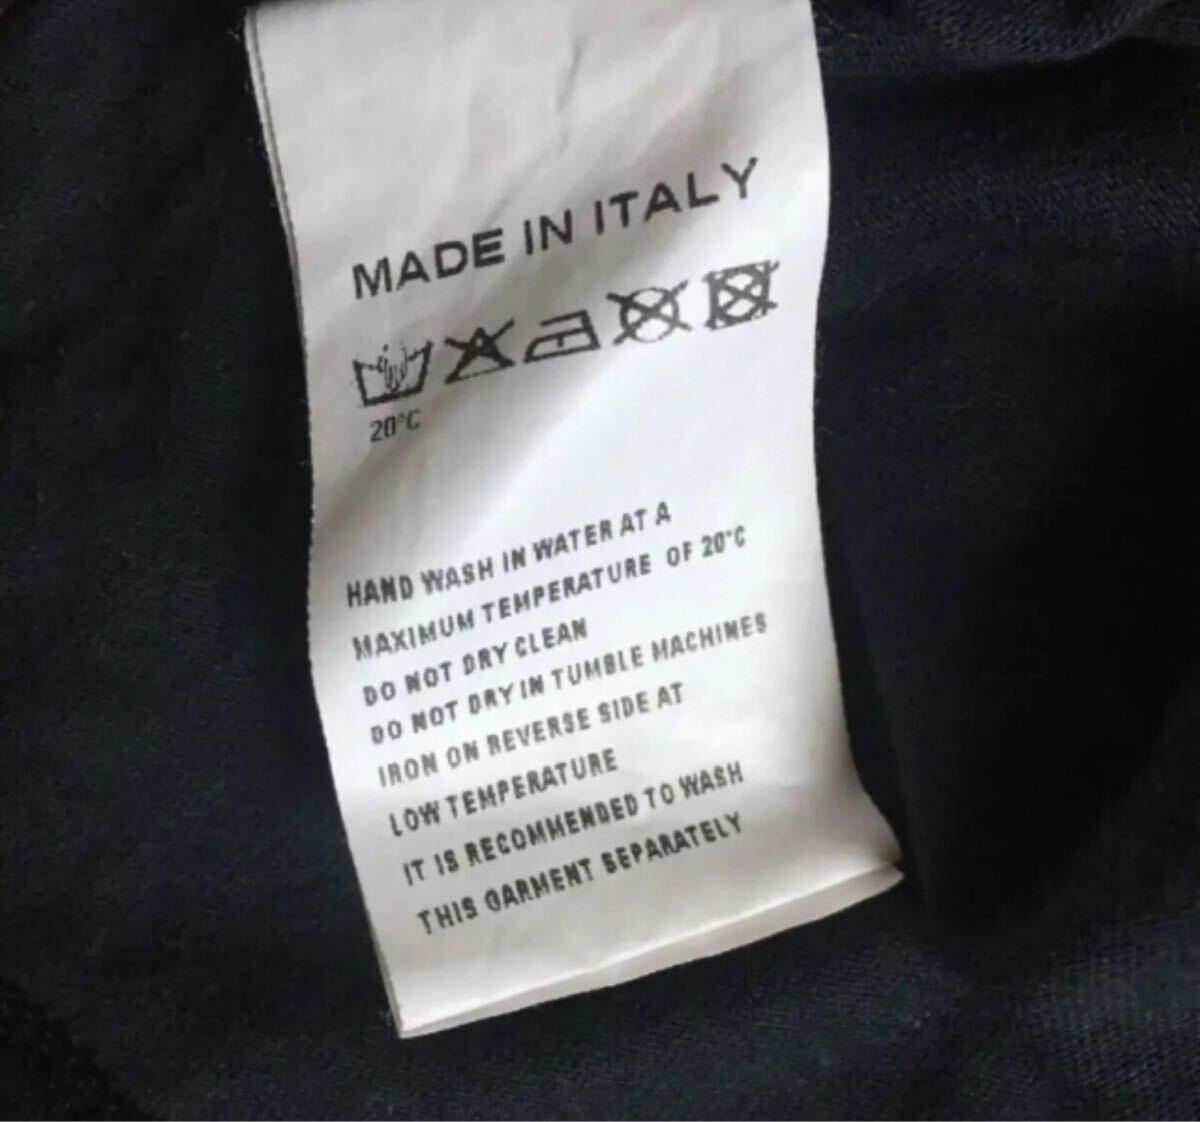 MADE IN ITALY
20°C
HAND WASH IN WATER AT A
MAXIMUM TEMPERATURE OF 20°C
DO NOT DRY CLEAN
DO NOT DRY IN TUMBLE MACHINES
IRON ON REVERSE SIDE AT
LOW TEMPERATURE
IT IS RECOMMENDED TO WASH
THIS GARMENT SEPARATELY